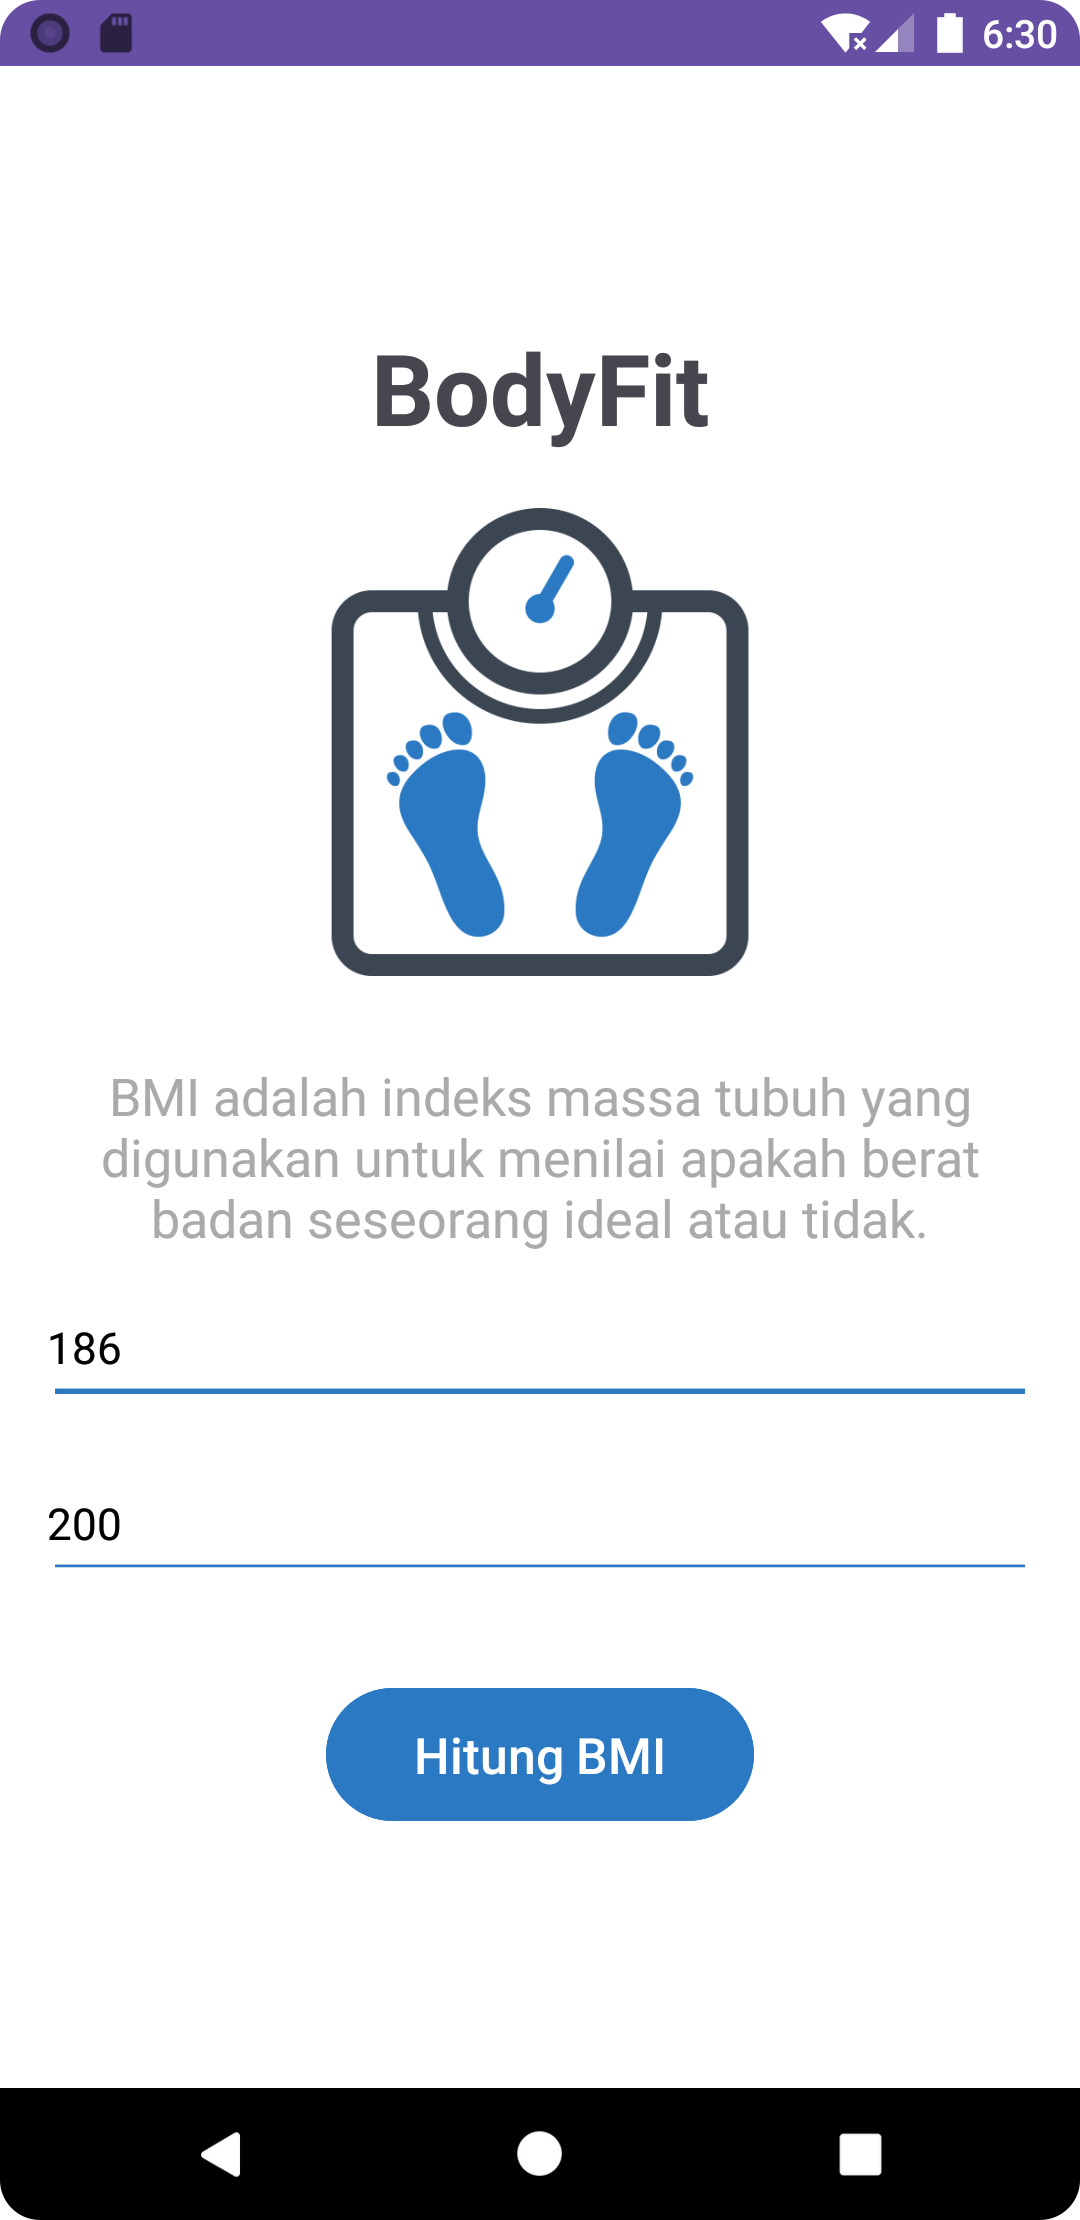 6:30
BodyFit
BMI adalah indeks massa tubuh yang
digunakan untuk menilai apakah berat
badan seseorang ideal atau tidak.
186
200
Hitung BMI